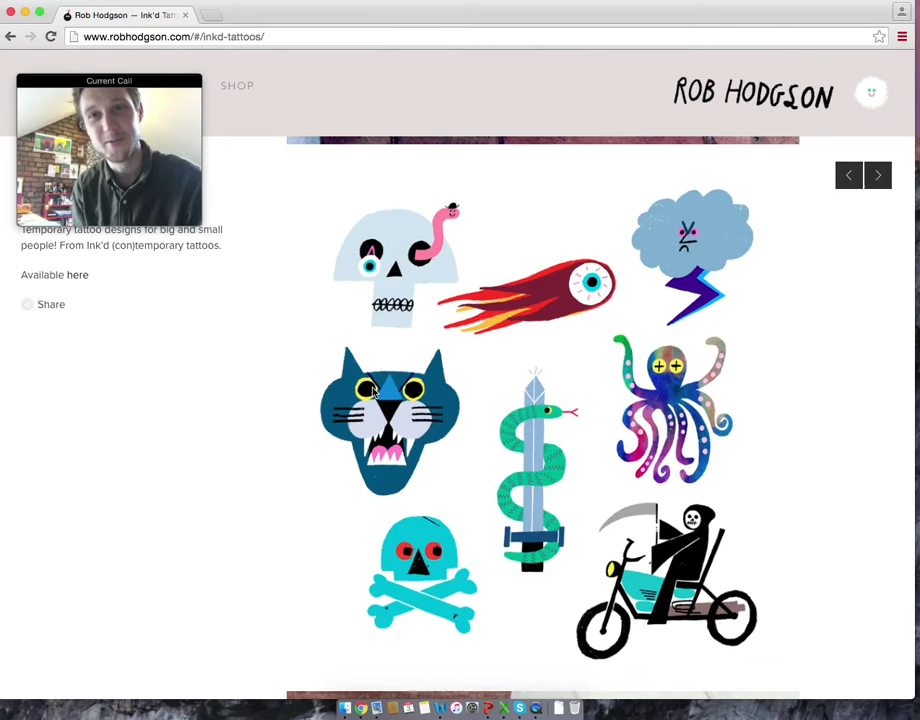 Rob Hodgson — Ink'd Tatt
www.robhodgson.com/#/inkd-tattoos/
Current Call
SHOP
ROB HODGSON
Temporary tattoo designs for big and small
people! From Ink'd (con)temporary tattoos.
Available here
Share